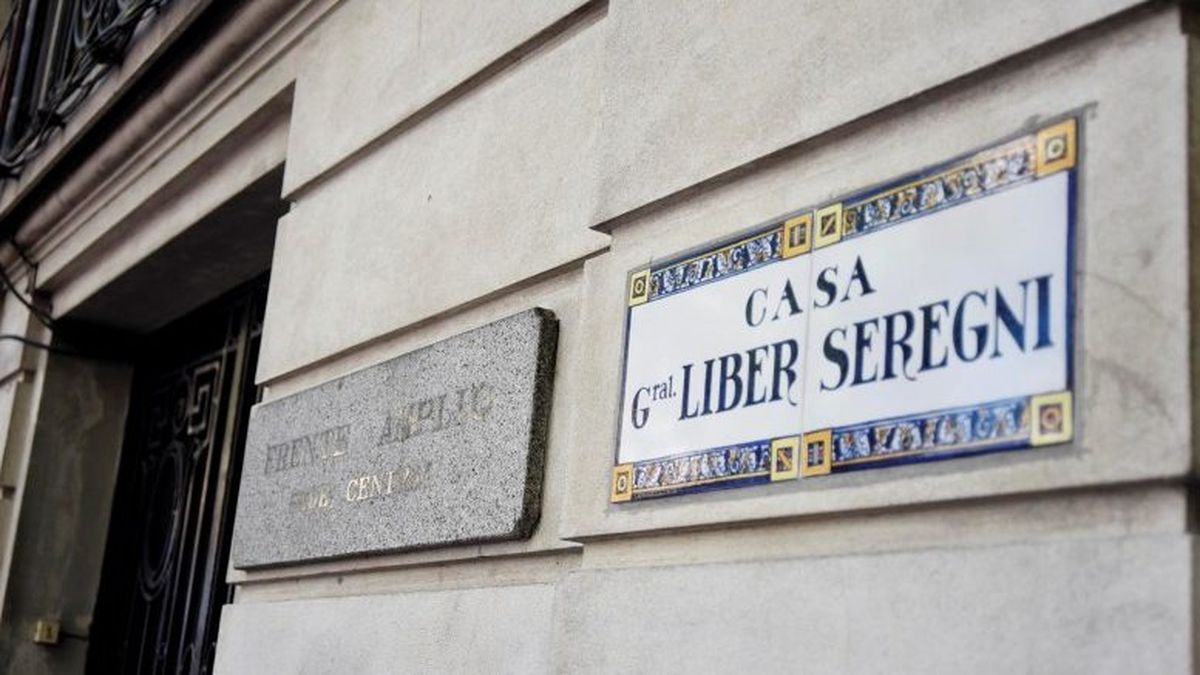 FRENTE AMPLIO
SEDE CENTRAL
CASA
Gral. LIBER SEREGNI